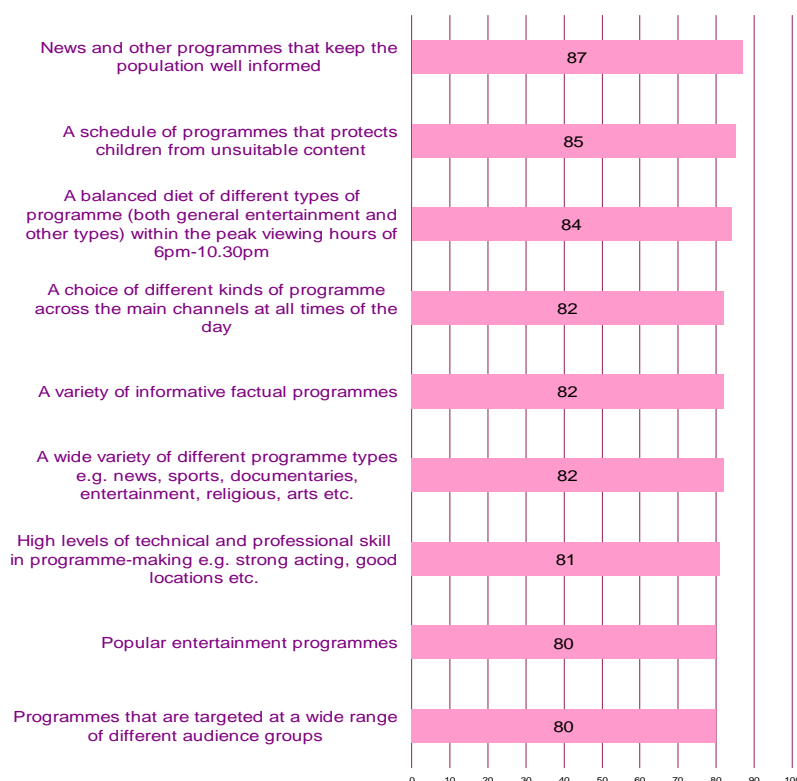 News and other programmes that keep the
population well informed
87
A schedule of programmes that protects
children from unsuitable content
85
A balanced diet of different types of
programme (both general entertainment and
other types) within the peak viewing hours of
6pm-10.30pm
84
A choice of different kinds of programme
across the main channels at all times of the
day
82
A variety of informative factual programmes
82
A wide variety of different programme types
e.g. news, sports, documentaries,
entertainment, religious, arts etc.
82
High levels of technical and professional skill
in programme-making e.g. strong acting, good
locations etc.
81
Popular entertainment programmes
80
Programmes that are targeted at a wide range
of different audience groups
80
0 10 20 30 40 50 60 70 80 90 100